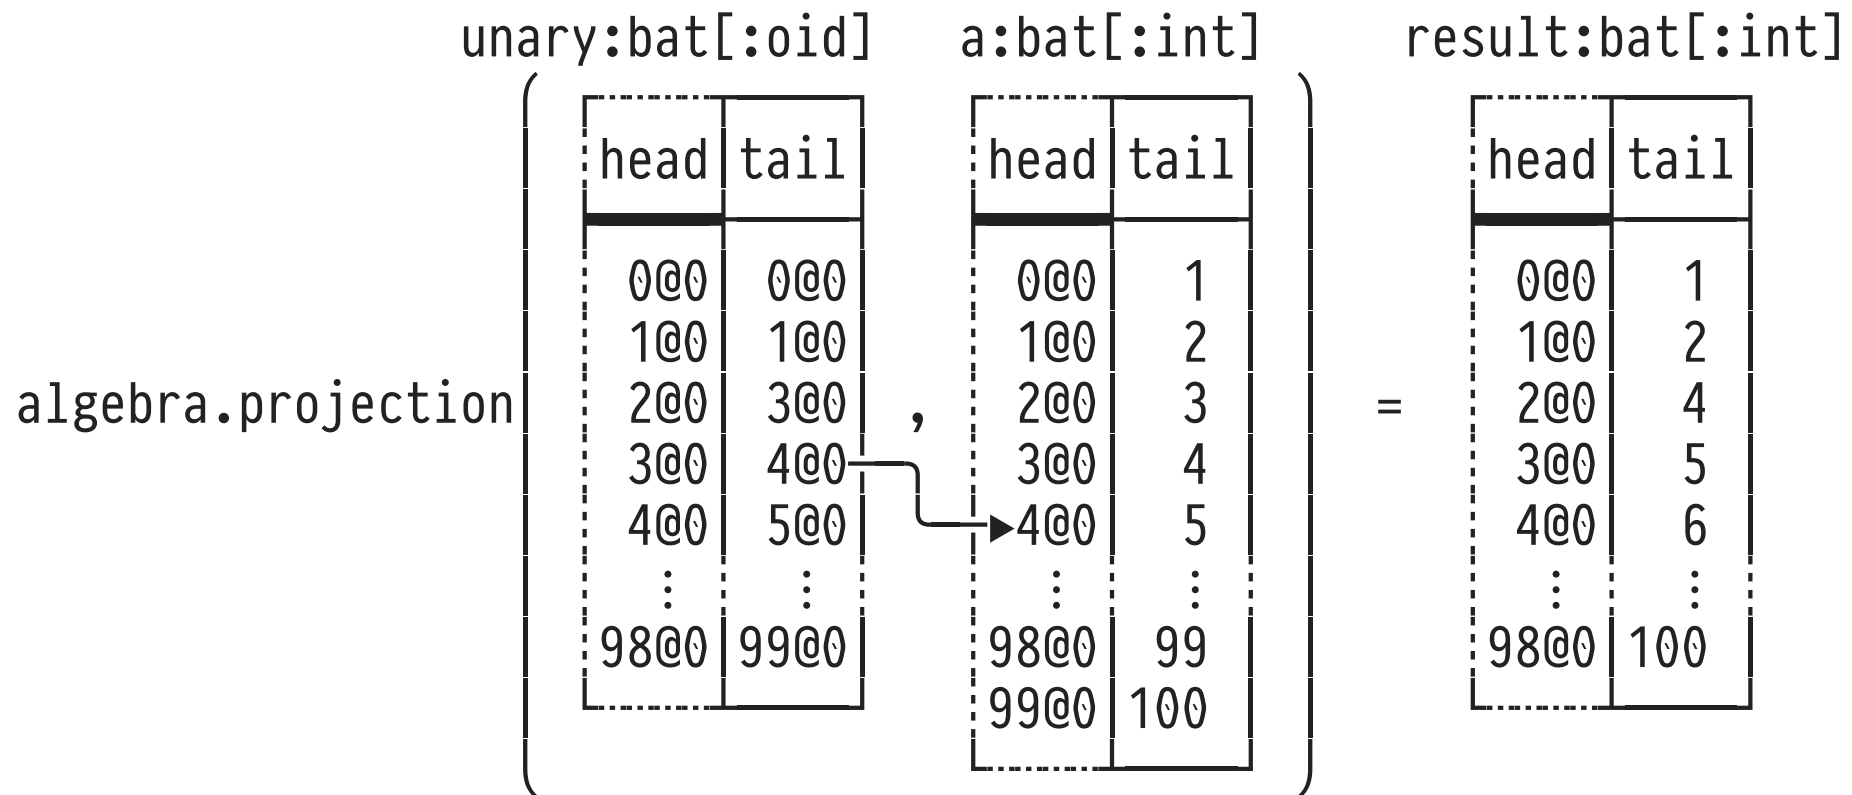 unary:bat[:oid] a:bat[:int] result:bat[:int]
head tail head tail head tail
0@0 0@0 0@0 1 0@0 1
1@0 1@0 1@0 2 1@0 2
algebra.projection 2@0 3@0 , 2@0 3 = 2@0 4
3@0 4@0 3@0 4 3@0 5
4@0 5@0 4@0 5 4@0 6
⋮ ⋮ ⋮ ⋮ ⋮ ⋮
98@0 99@0 98@0 99 98@0 100
99@0 100